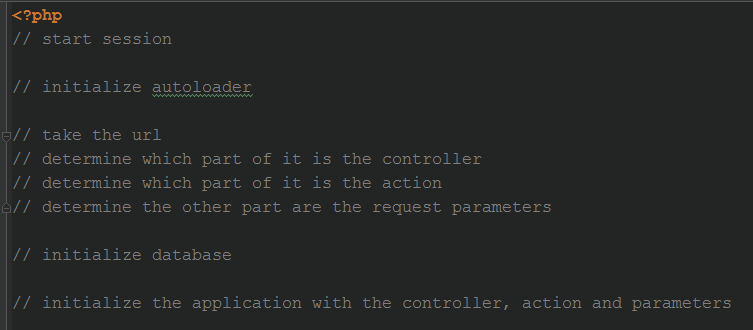 <?php
// start session
// initialize autoloader
// take the url
// determine which part of it is the controller
// determine which part of it is the action
// determine the other part are the request parameters
// initialize database
// initialize the application with the controller, action and parameters